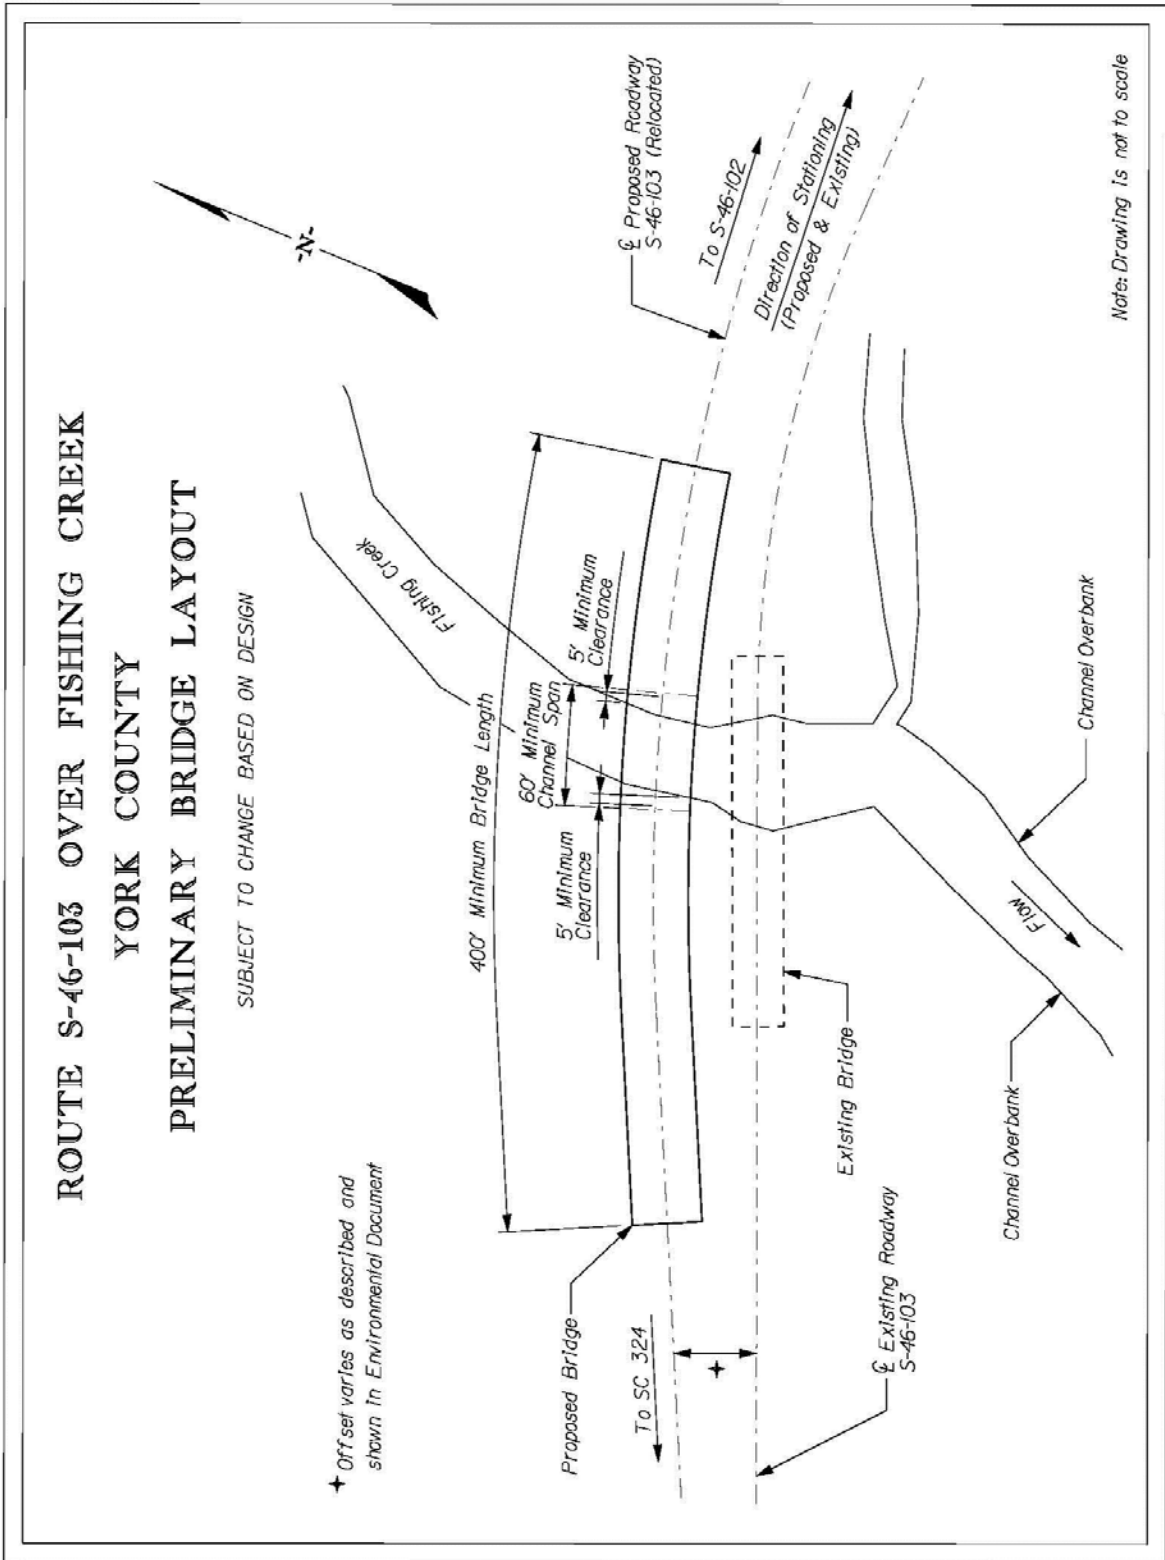 ROUTE S-46-103 OVER FISHING CREEK
YORK COUNTY
PRELIMINARY BRIDGE LAYOUT
SUBJECT TO CHANGE BASED ON DESIGN
✦ Offset varies as described and
shown in Environmental Document
-N-
400' Minimum Bridge Length
Fishing Creek
60' Minimum
Channel Span
5' Minimum
Clearance
5' Minimum
Clearance
Proposed Bridge
To SC 324
✦
℄ Proposed Roadway
S-46-103 (Relocated)
To S-46-102
Direction of Stationing
(Proposed & Existing)
Existing Bridge
℄ Existing Roadway
S-46-103
Channel Overbank
Flow
Channel Overbank
Note: Drawing is not to scale